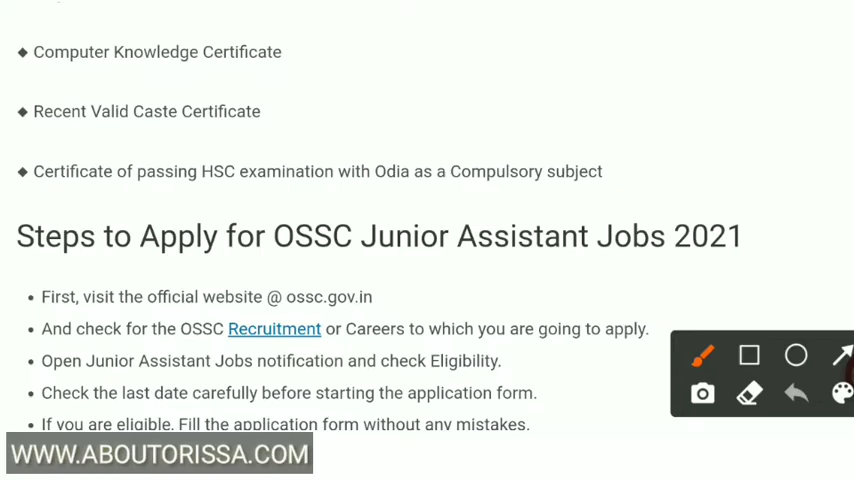 ◆ Computer Knowledge Certificate
◆ Recent Valid Caste Certificate
◆ Certificate of passing HSC examination with Odia as a Compulsory subject
Steps to Apply for OSSC Junior Assistant Jobs 2021
• First, visit the official website @ ossc.gov.in
• And check for the OSSC Recruitment or Careers to which you are going to apply.
• Open Junior Assistant Jobs notification and check Eligibility.
• Check the last date carefully before starting the application form.
• If you are eligible. Fill the application form without any mistakes.
WWW.ABOUTORISSA.COM